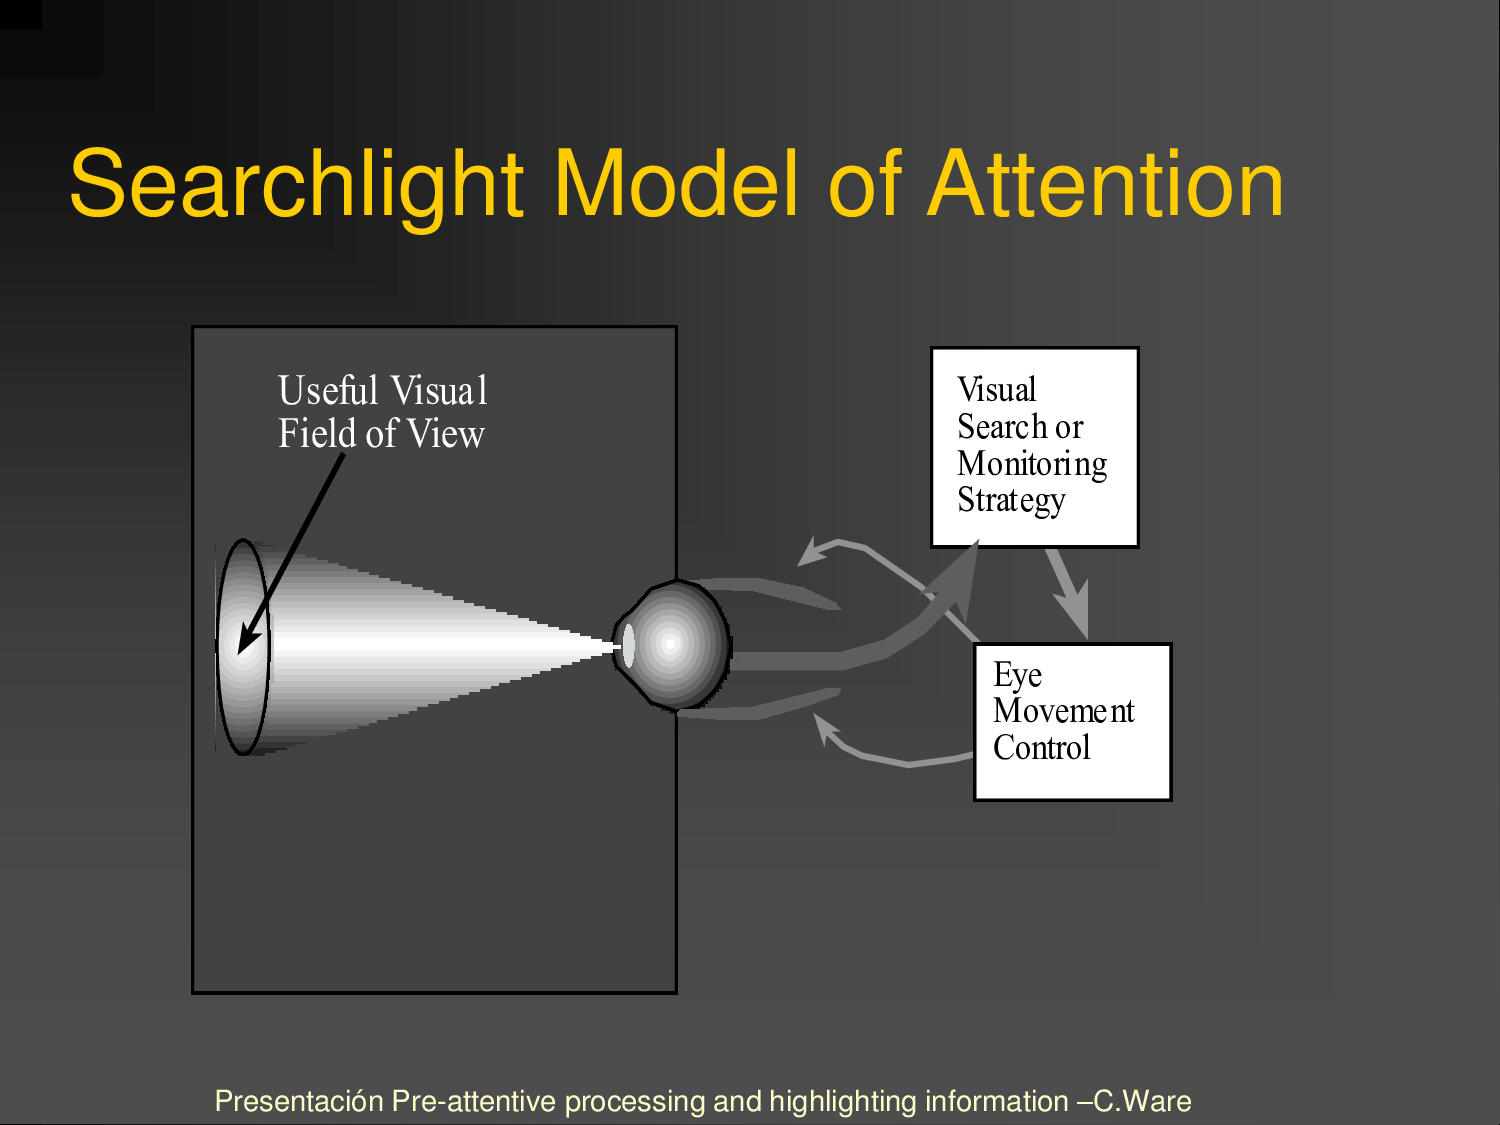 Searchlight Model of Attention
Useful Visual
Field of View
Visual
Search or
Monitoring
Strategy
Eye
Movement
Control
Presentación Pre-attentive processing and highlighting information –C.Ware